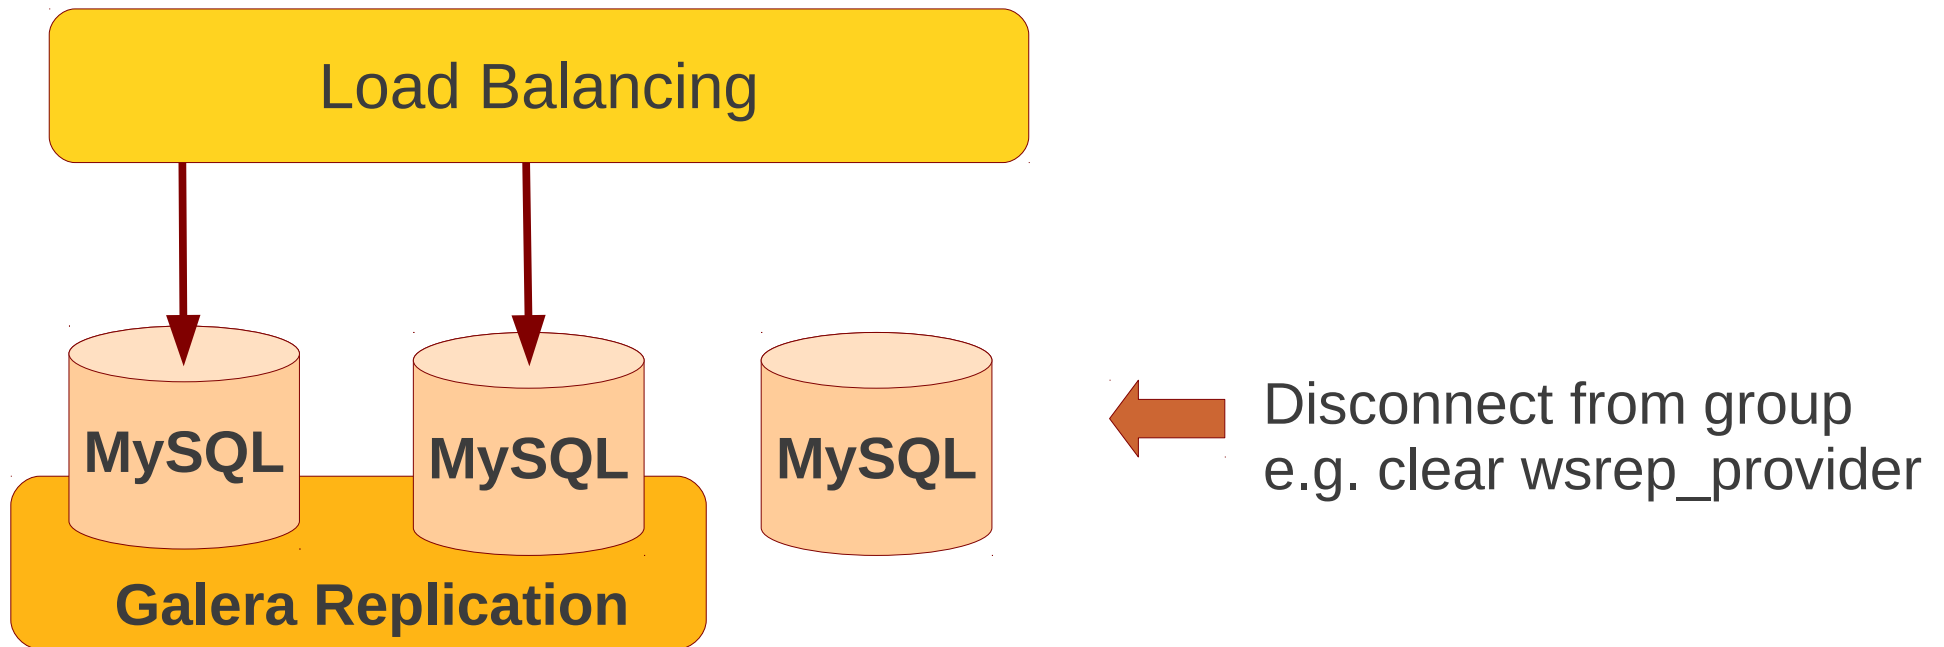 Load Balancing
MySQL
MySQL
MySQL
Disconnect from group
e.g. clear wsrep_provider
Galera Replication